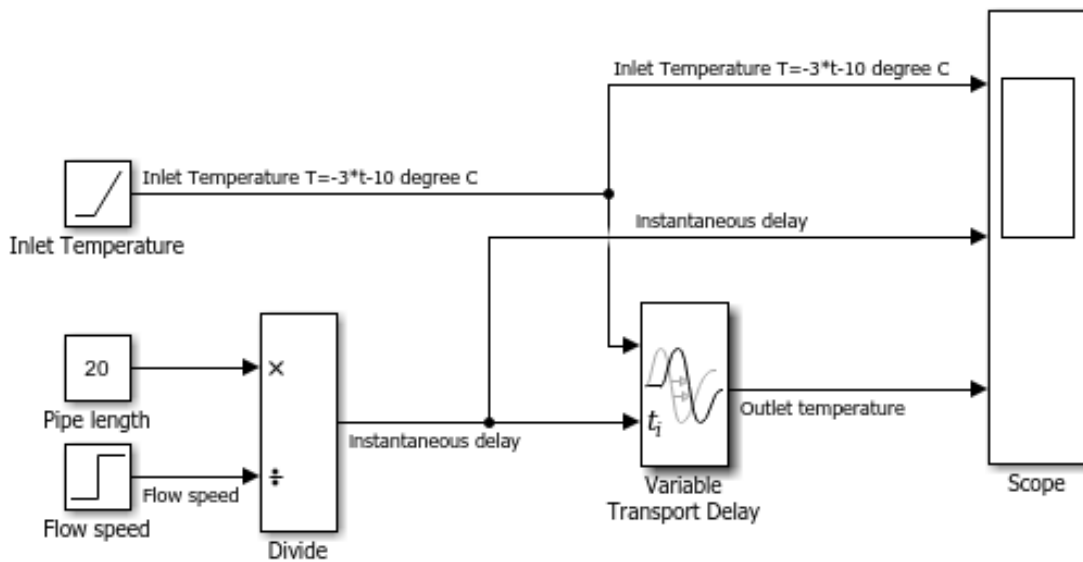 Inlet Temperature T=-3*t-10 degree C
Inlet Temperature T=-3*t-10 degree C
Inlet Temperature
Instantaneous delay
20
×
Pipe length
Outlet temperature
t_i
Instantaneous delay
÷
Flow speed
Flow speed
Divide
Variable
Transport Delay
Scope